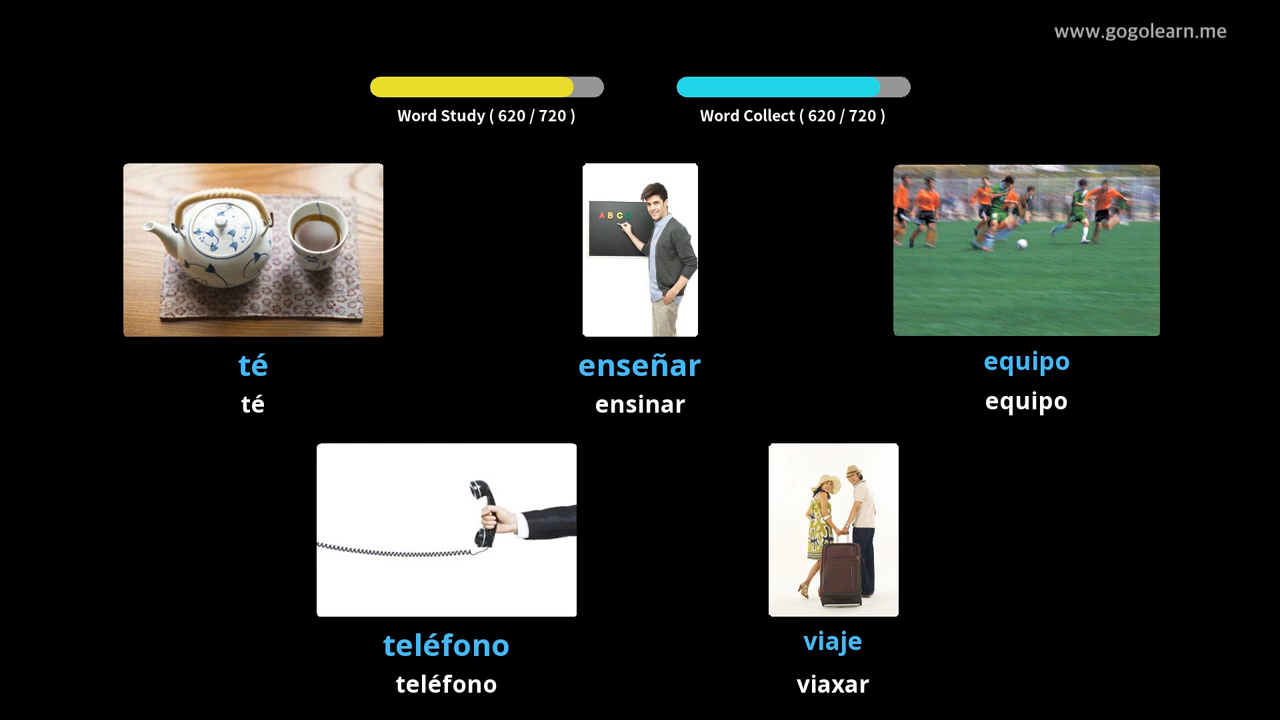 www.gogolearn.me
Word Study ( 620 / 720 )
Word Collect ( 620 / 720 )
A B C D
té
té
enseñar
ensinar
equipo
equipo
teléfono
teléfono
viaje
viaxar